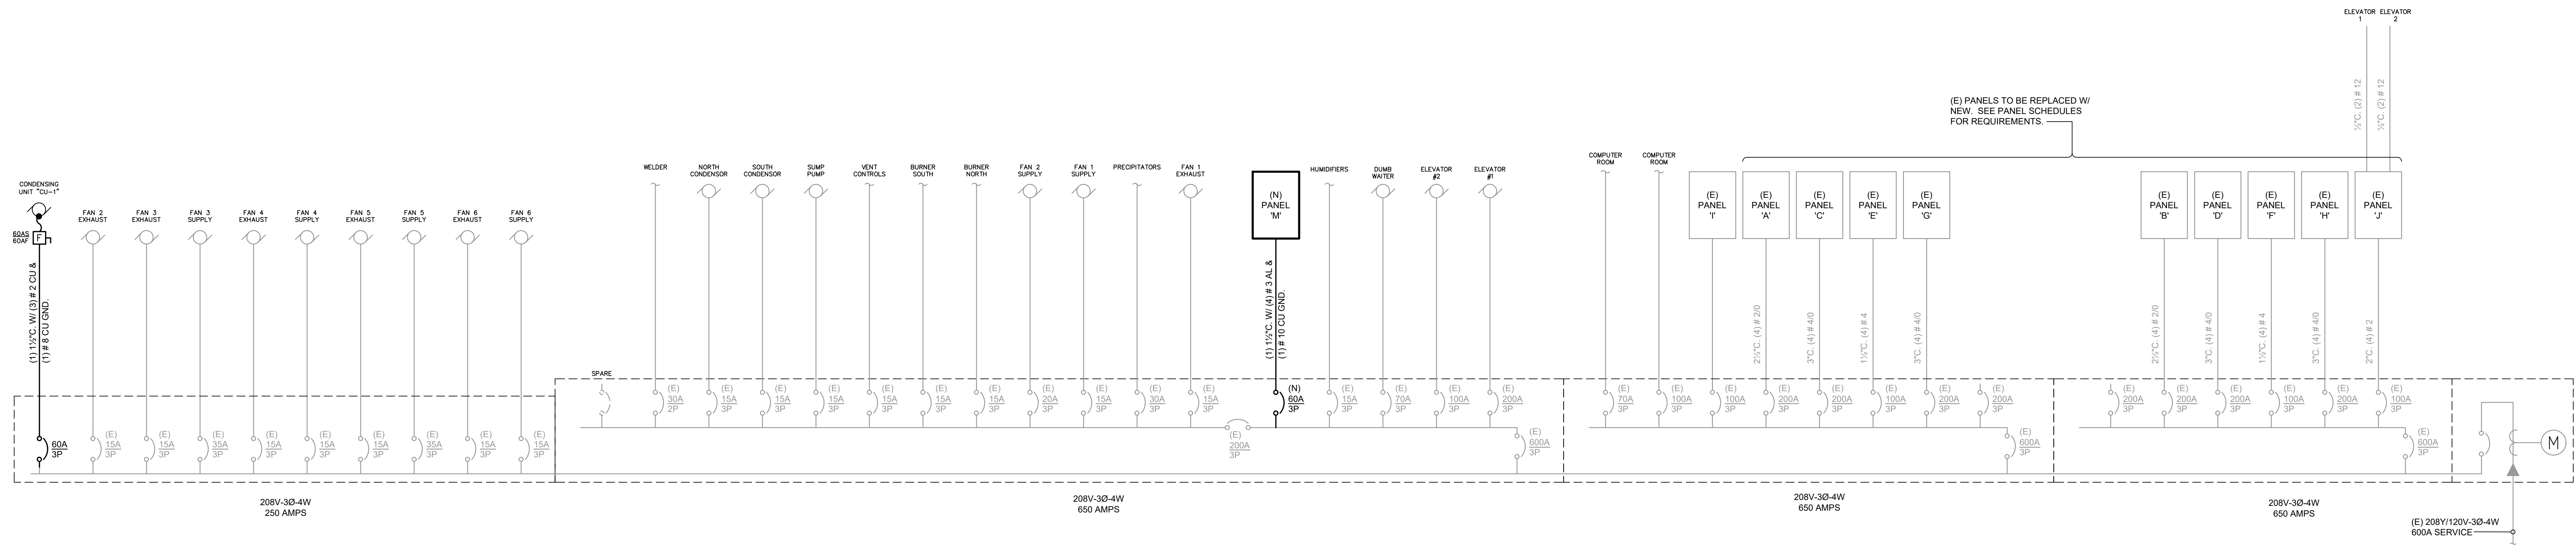 ELEVATOR
1
ELEVATOR
2
½"C. (2) # 12
½"C. (2) # 12
(E) PANELS TO BE REPLACED W/
NEW. SEE PANEL SCHEDULES
FOR REQUIREMENTS.
CONDENSING
UNIT "CU-1"
60AS
60AF
F
(1) 1½"C. W/ (3) # 2 CU &
(1) # 8 CU GND.
FAN 2
EXHAUST
FAN 3
EXHAUST
FAN 3
SUPPLY
FAN 4
EXHAUST
FAN 4
SUPPLY
FAN 5
EXHAUST
FAN 5
SUPPLY
FAN 6
EXHAUST
FAN 6
SUPPLY
WELDER
NORTH
CONDENSOR
SOUTH
CONDENSOR
SUMP
PUMP
VENT
CONTROLS
BURNER
SOUTH
BURNER
NORTH
FAN 2
SUPPLY
FAN 1
SUPPLY
PRECIPITATORS
FAN 1
EXHAUST
(N)
PANEL
'M'
(1) 1½"C. W/ (4) # 3 AL &
(1) # 10 CU GND.
HUMIDIFIERS
DUMB
WAITER
ELEVATOR
#2
ELEVATOR
#1
COMPUTER
ROOM
COMPUTER
ROOM
(E)
PANEL
'I'
(E)
PANEL
'A'
(E)
PANEL
'C'
(E)
PANEL
'E'
(E)
PANEL
'G'
(E)
PANEL
'B'
(E)
PANEL
'D'
(E)
PANEL
'F'
(E)
PANEL
'H'
(E)
PANEL
'J'
2½"C. (4) # 2/0
3"C. (4) # 4/0
1½"C. (4) # 4
3"C. (4) # 4/0
2½"C. (4) # 2/0
3"C. (4) # 4/0
1½"C. (4) # 4
3"C. (4) # 4/0
2"C. (4) # 2
SPARE
60A
3P
(E)
15A
3P
(E)
15A
3P
(E)
35A
3P
(E)
15A
3P
(E)
15A
3P
(E)
15A
3P
(E)
35A
3P
(E)
15A
3P
(E)
15A
3P
(E)
30A
2P
(E)
15A
3P
(E)
15A
3P
(E)
15A
3P
(E)
15A
3P
(E)
15A
3P
(E)
15A
3P
(E)
20A
3P
(E)
15A
3P
(E)
30A
3P
(E)
15A
3P
(E)
200A
3P
(N)
60A
3P
(E)
15A
3P
(E)
70A
3P
(E)
100A
3P
(E)
200A
3P
(E)
600A
3P
(E)
70A
3P
(E)
100A
3P
(E)
100A
3P
(E)
200A
3P
(E)
200A
3P
(E)
100A
3P
(E)
200A
3P
(E)
200A
3P
(E)
600A
3P
(E)
200A
3P
(E)
200A
3P
(E)
200A
3P
(E)
100A
3P
(E)
200A
3P
(E)
100A
3P
(E)
600A
3P
M
208V-3Ø-4W
250 AMPS
208V-3Ø-4W
650 AMPS
208V-3Ø-4W
650 AMPS
208V-3Ø-4W
650 AMPS
(E) 208Y/120V-3Ø-4W
600A SERVICE